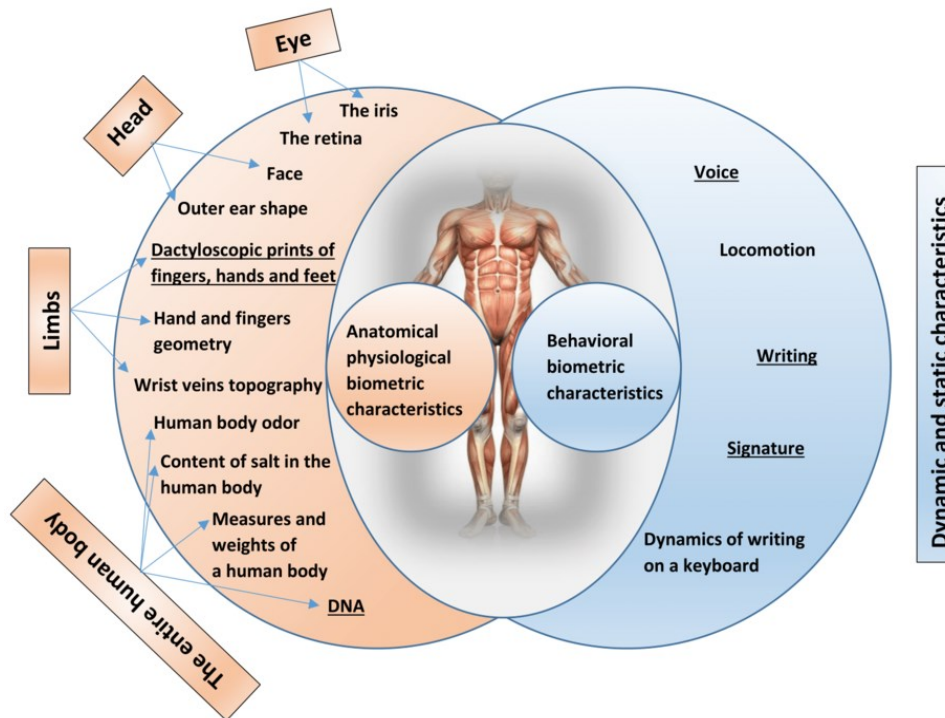 Eye
The iris
The retina
Head
Face
Outer ear shape
Limbs
Dactyloscopic prints of
fingers, hands and feet
Hand and fingers
geometry
Wrist veins topography
The entire human body
Human body odor
Content of salt in the
human body
Measures and
weights of
a human body
DNA
Anatomical
physiological
biometric
characteristics
Behavioral
biometric
characteristics
Voice
Locomotion
Writing
Signature
Dynamics of writing
on a keyboard
Dynamic and static characteristics